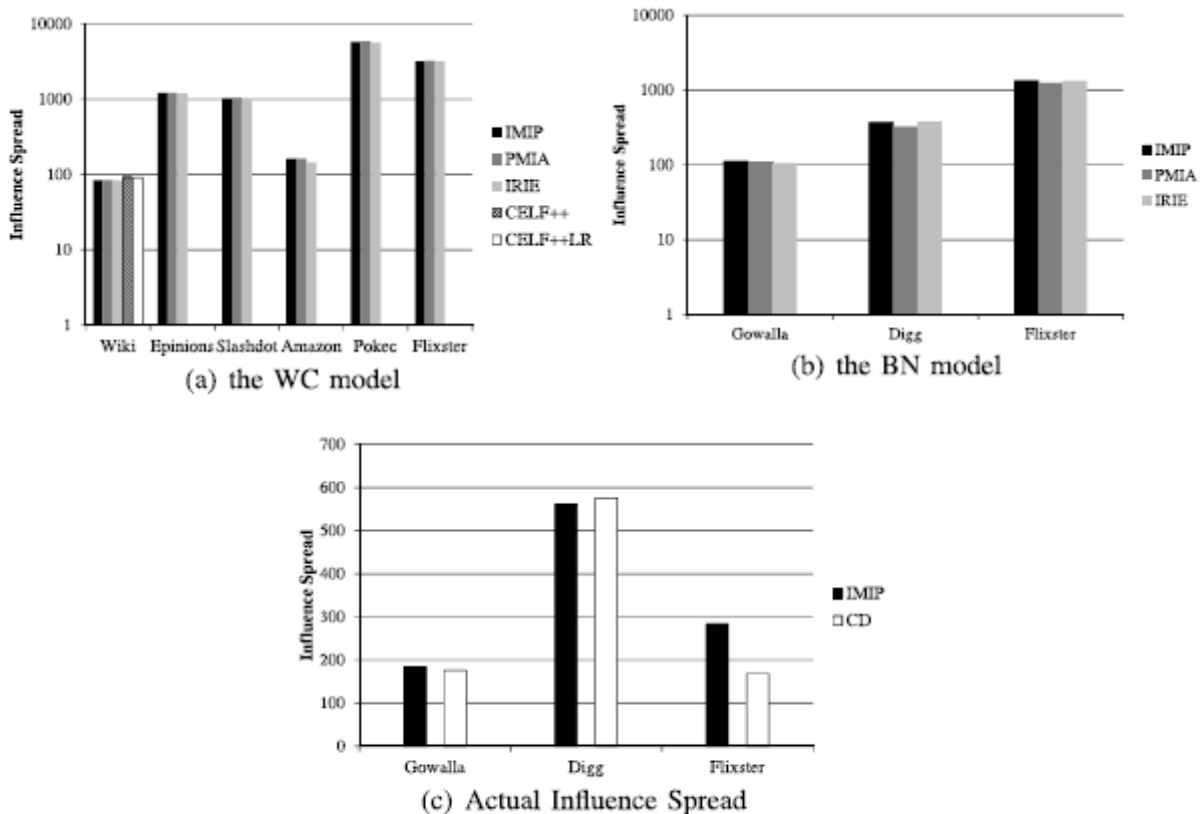 10000
1000
100
10
1
Influence Spread
Wiki Epinions Slashdot Amazon Pokec Flixster
IMIP
PMIA
IRIE
CELF++
CELF++LR
(a) the WC model
10000
1000
100
10
1
Influence Spread
Gowalla Digg Flixster
IMIP
PMIA
IRIE
(b) the BN model
700
600
500
400
300
200
100
0
Influence Spread
Gowalla Digg Flixster
IMIP
CD
(c) Actual Influence Spread